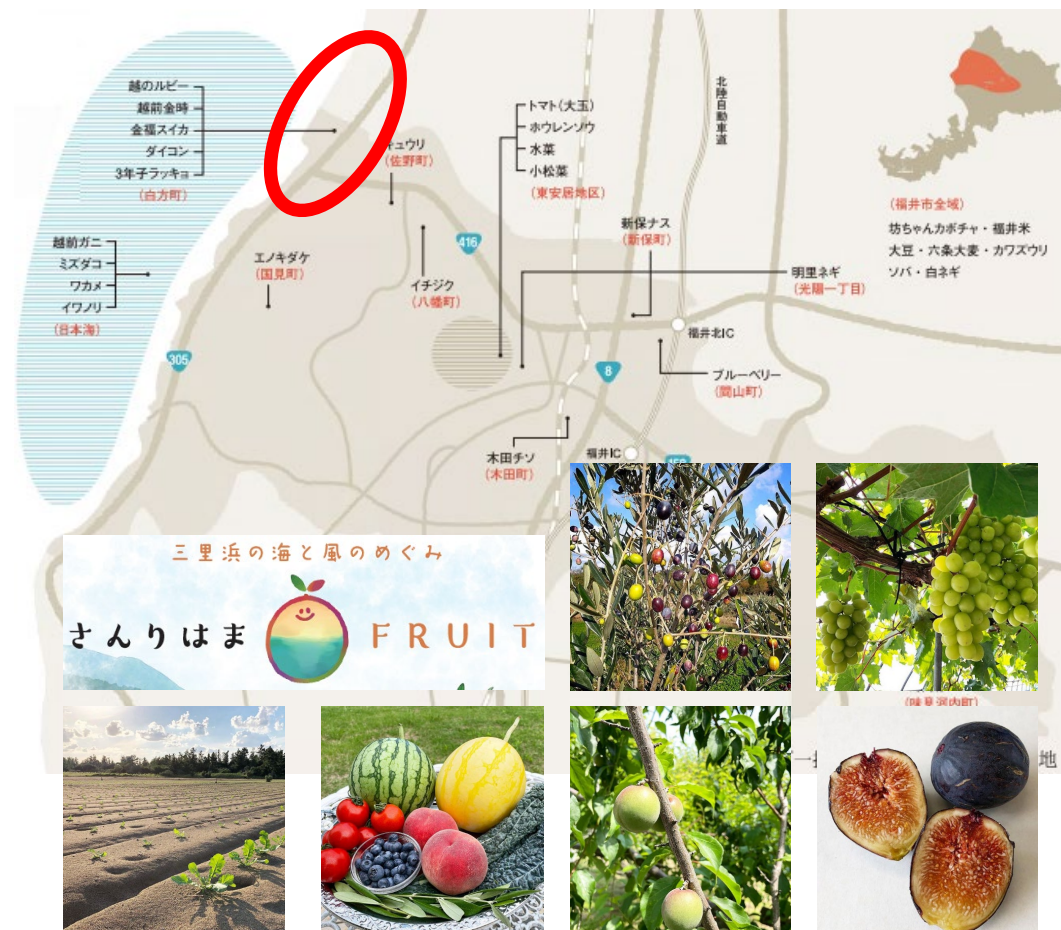 越のルビー
越前金時
金福スイカ
ダイコン
3年子ラッキョ
(白方町)
越前ガニ
ミズダコ
ワカメ
イワノリ
(日本海)
ュウリ
(佐野町)
エノキダケ
(国見町)
イチジク
(八幡町)
416
305
トマト(大玉)
ホウレンソウ
水菜
小松菜
(東安居地区)
新保ナス
(新保町)
北陸自動車道
明里ネギ
(光陽一丁目)
福井北IC
ブルーベリー
(岡山町)
8
木田チソ
(木田町)
福井IC
158
(福井市全域)
坊ちゃんカボチャ・福井米
大豆・六条大麦・カワズウリ
ソバ・白ネギ
三里浜の海と風のめぐみ
さんりはま FRUIT
(味見河内町)
地